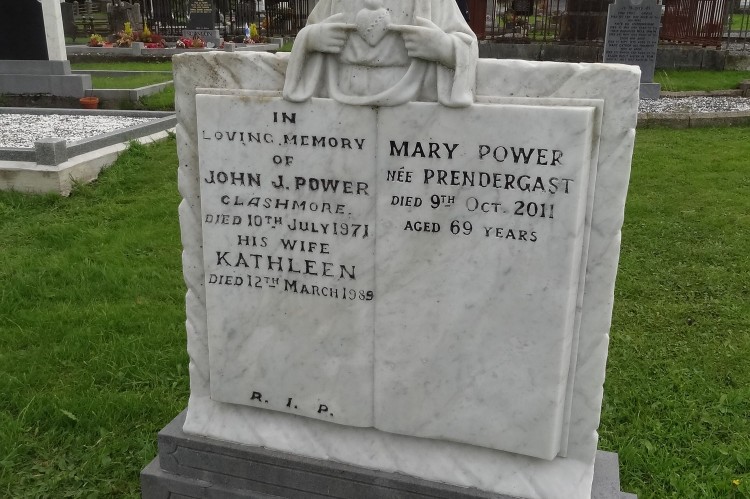 IN
LOVING MEMORY
OF
JOHN J. POWER
CLASHMORE.
DIED 10TH JULY 1971
HIS WIFE
KATHLEEN
DIED 12TH MARCH 1989
R. I. P.
MARY POWER
NÉE PRENDERGAST
DIED 9TH OCT. 2011
AGED 69 YEARS